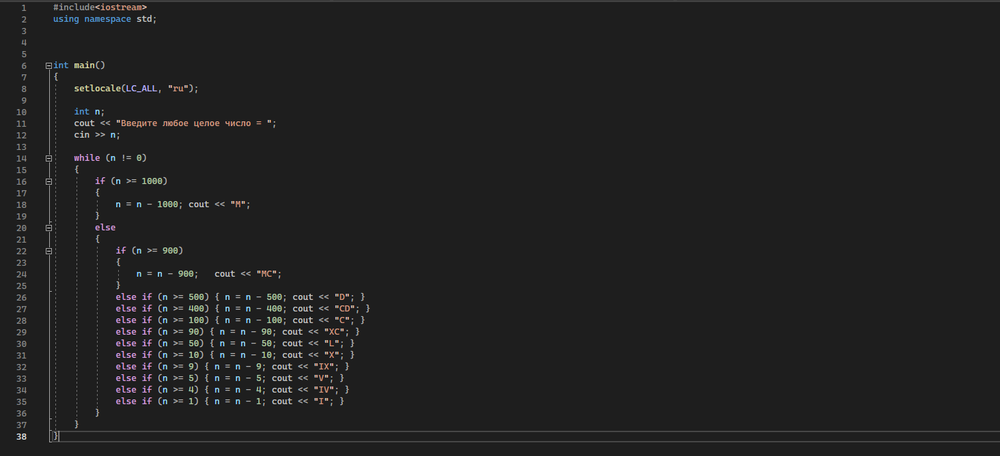 1 #include<iostream>
2 using namespace std;
3
4
5
6 int main()
7 {
8 setlocale(LC_ALL, "ru");
9
10 int n;
11 cout << "Введите любое целое число = ";
12 cin >> n;
13
14 while (n != 0)
15 {
16 if (n >= 1000)
17 {
18 n = n - 1000; cout << "M";
19 }
20 else
21 {
22 if (n >= 900)
23 {
24 n = n - 900;   cout << "MC";
25 }
26 else if (n >= 500) { n = n - 500; cout << "D"; }
27 else if (n >= 400) { n = n - 400; cout << "CD"; }
28 else if (n >= 100) { n = n - 100; cout << "C"; }
29 else if (n >= 90) { n = n - 90; cout << "XC"; }
30 else if (n >= 50) { n = n - 50; cout << "L"; }
31 else if (n >= 10) { n = n - 10; cout << "X"; }
32 else if (n >= 9) { n = n - 9; cout << "IX"; }
33 else if (n >= 5) { n = n - 5; cout << "V"; }
34 else if (n >= 4) { n = n - 4; cout << "IV"; }
35 else if (n >= 1) { n = n - 1; cout << "I"; }
36 }
37 }
38 }